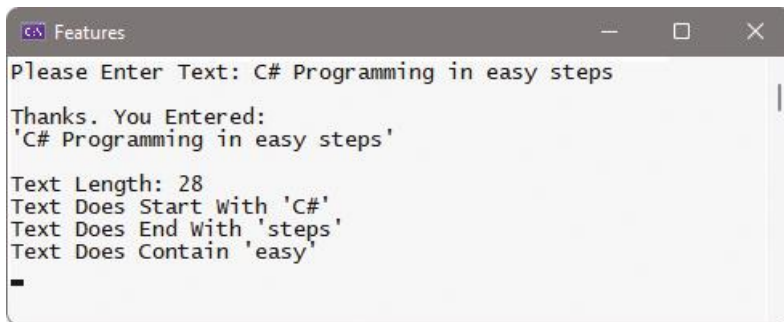 C:\ Features
Please Enter Text: C# Programming in easy steps
Thanks. You Entered:
'C# Programming in easy steps'
Text Length: 28
Text Does Start With 'C#'
Text Does End With 'steps'
Text Does Contain 'easy'